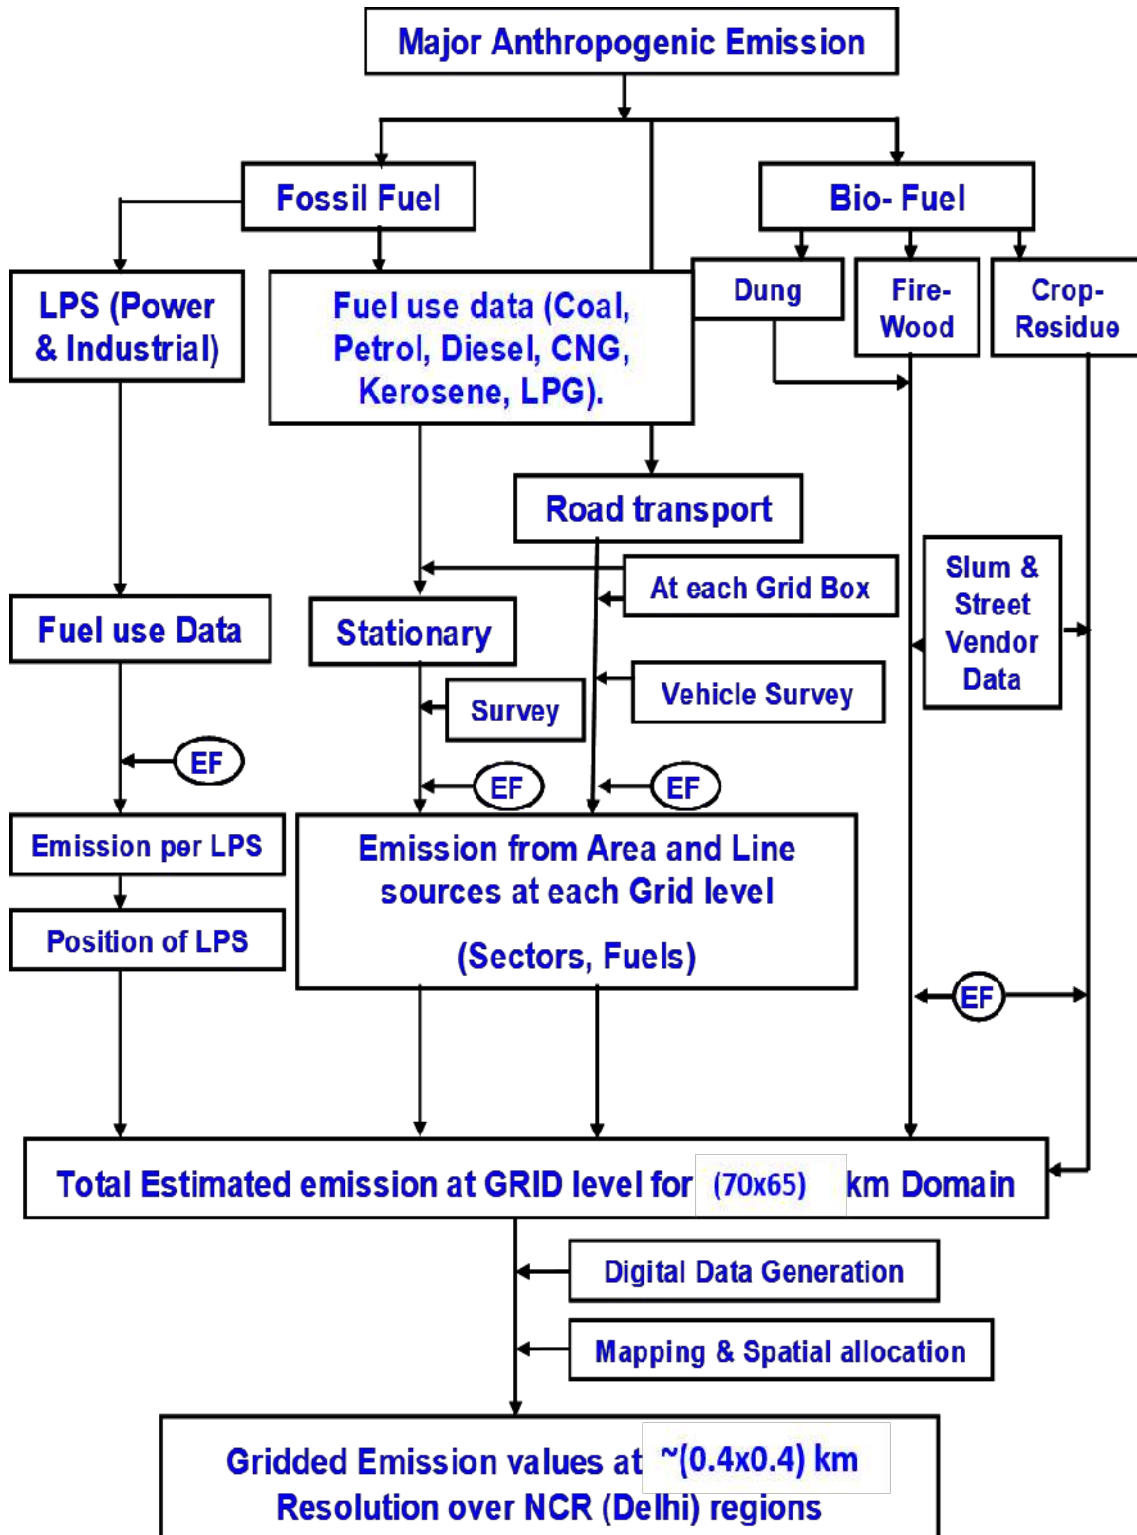 Major Anthropogenic Emission
Fossil Fuel
Bio- Fuel
LPS (Power
& Industrial)
Fuel use data (Coal,
Petrol, Diesel, CNG,
Kerosene, LPG).
Dung
Fire-
Wood
Crop-
Residue
Road transport
At each Grid Box
Slum &
Street
Vendor
Data
Fuel use Data
Stationary
Survey
Vehicle Survey
EF
EF
EF
Emission per LPS
Position of LPS
Emission from Area and Line
sources at each Grid level
(Sectors, Fuels)
EF
Total Estimated emission at GRID level for (70x65) km Domain
Digital Data Generation
Mapping & Spatial allocation
Gridded Emission values at ~(0.4x0.4) km
Resolution over NCR (Delhi) regions